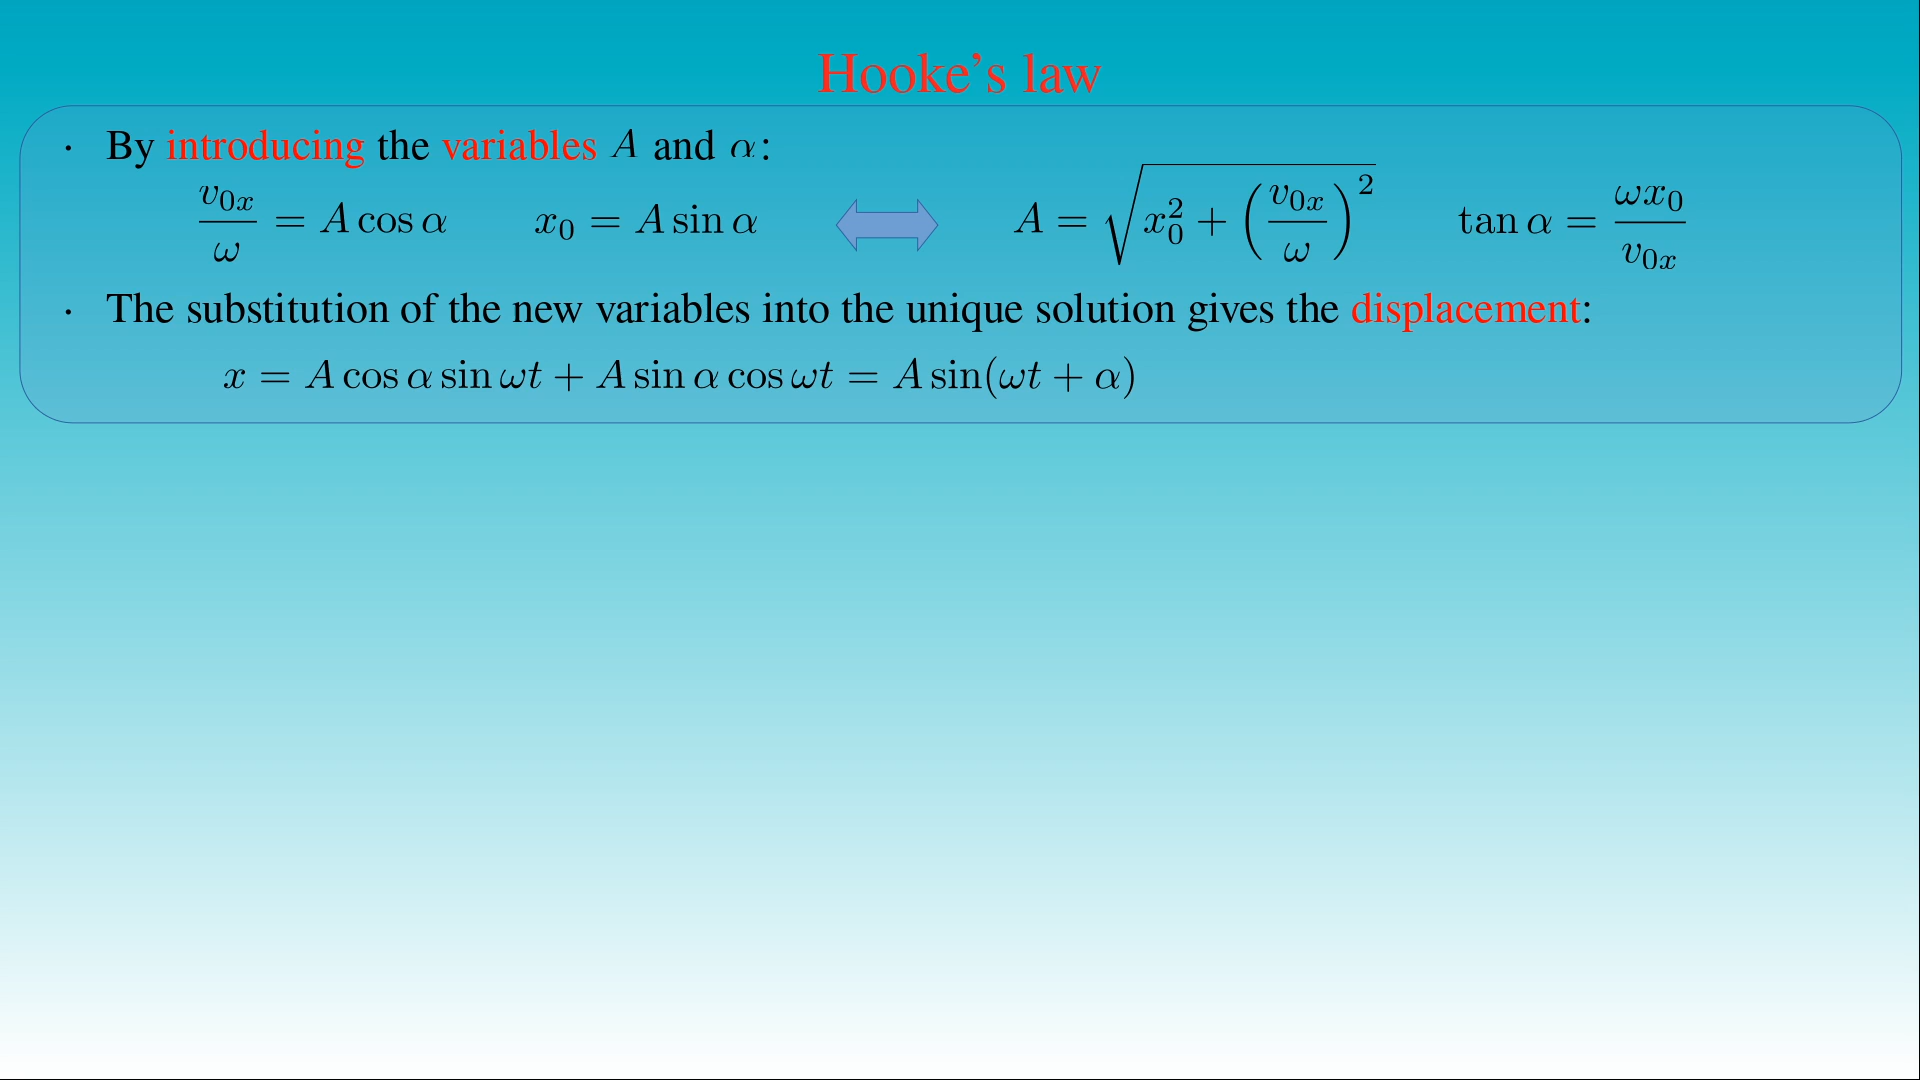 Hooke's law
· By introducing the variables A and α:
v₀ₓ/ω = A cos α    x₀ = A sin α    A = √(x₀² + (v₀ₓ/ω)²)    tan α = ωx₀/v₀ₓ
· The substitution of the new variables into the unique solution gives the displacement:
x = A cos α sin ωt + A sin α cos ωt = A sin(ωt + α)